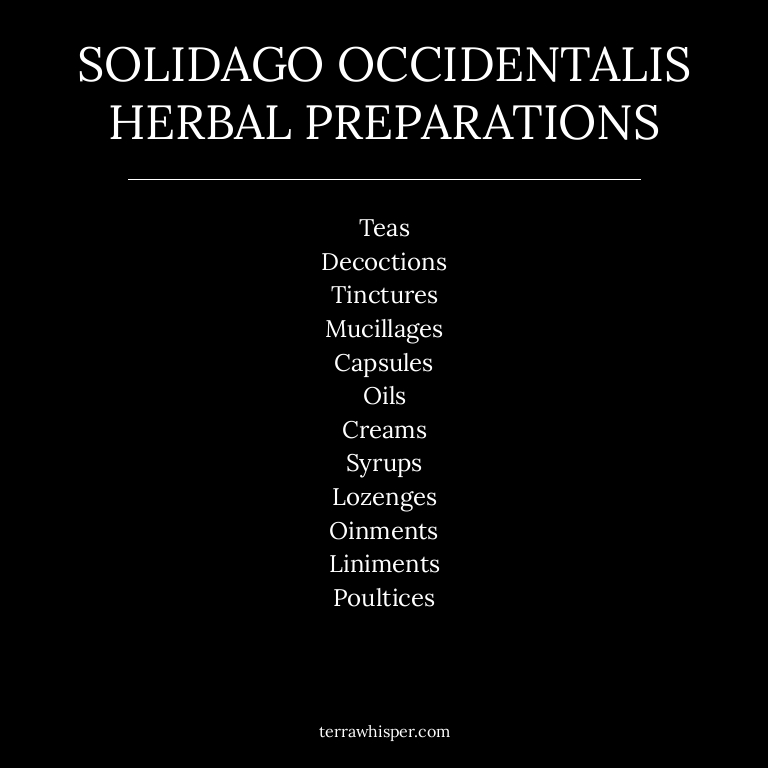 SOLIDAGO OCCIDENTALIS
HERBAL PREPARATIONS
Teas
Decoctions
Tinctures
Mucillages
Capsules
Oils
Creams
Syrups
Lozenges
Oinments
Liniments
Poultices
terrawhisper.com